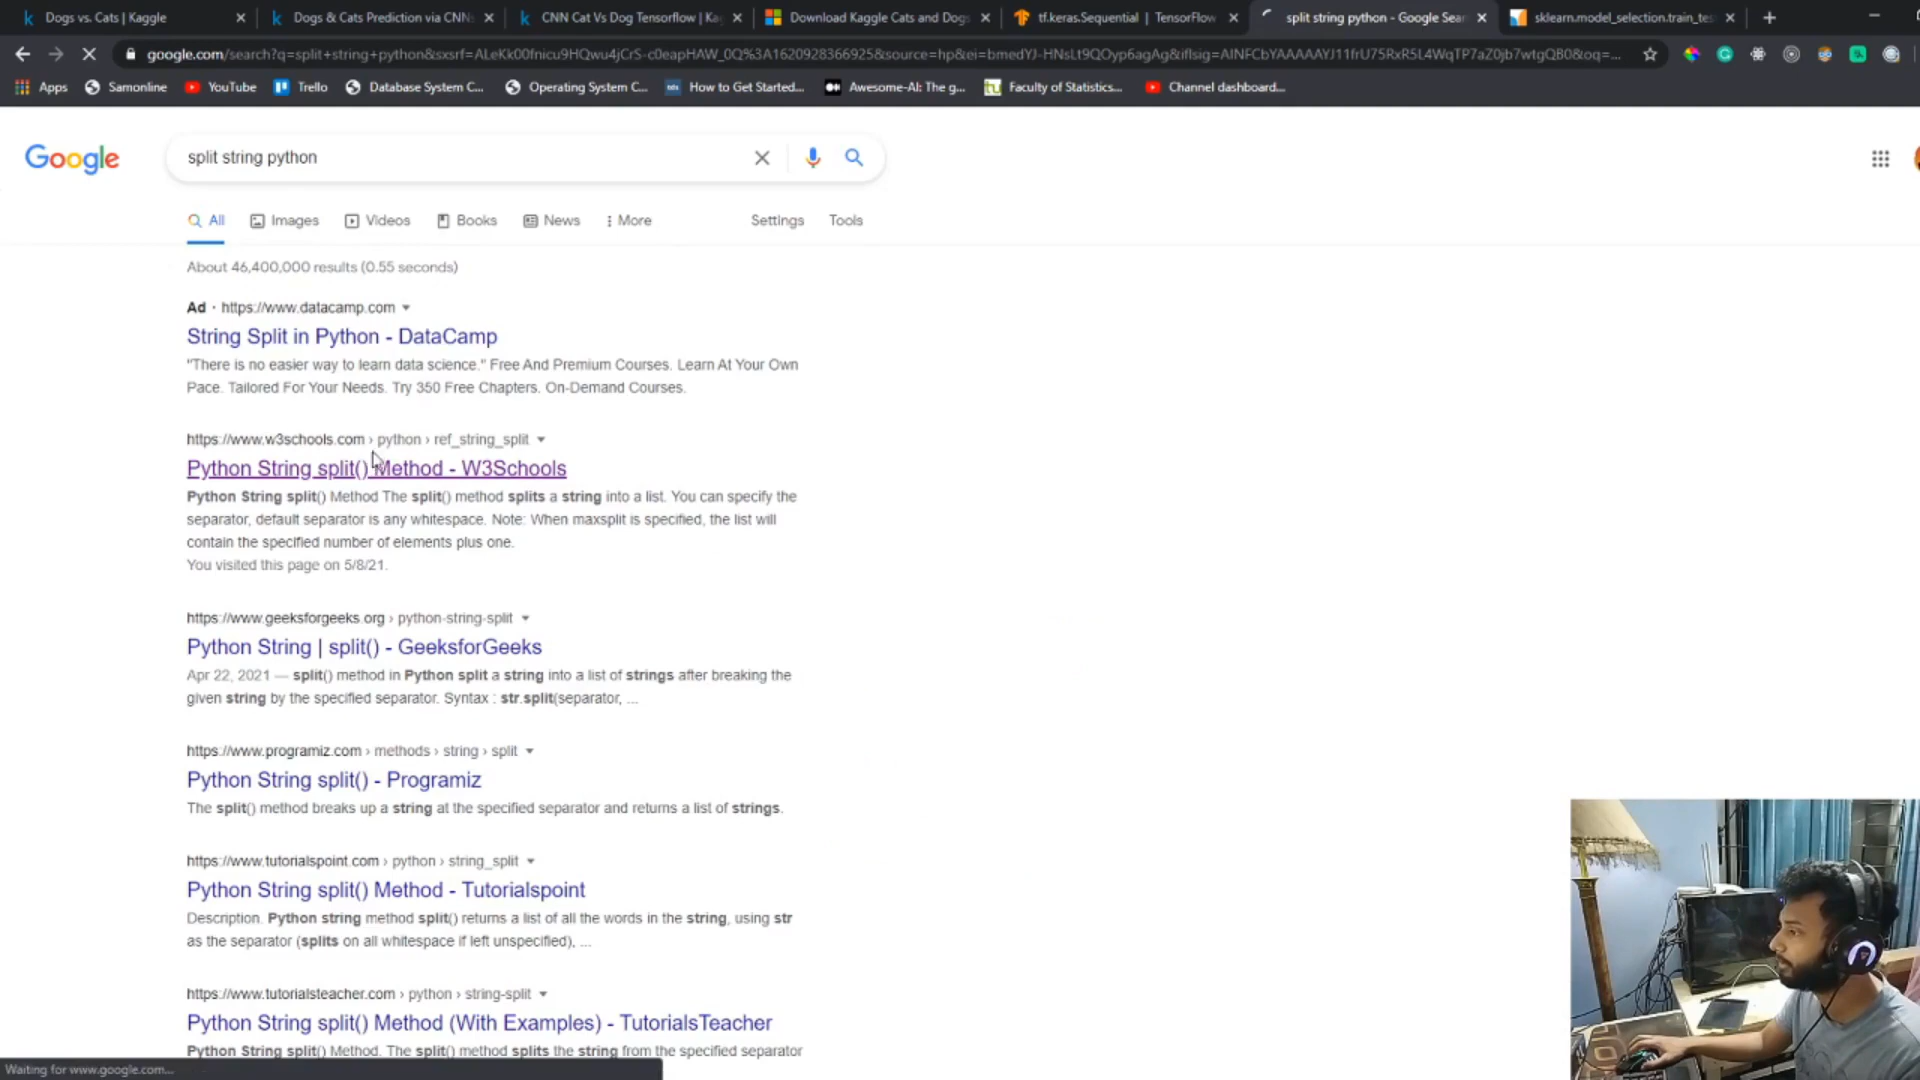 Dogs vs. Cats | Kaggle
Dogs & Cats Prediction via CNN
CNN Cat Vs Dog Tensorflow | Ka
Download Kaggle Cats and Dogs
tf.keras.Sequential | TensorFlow
split string python - Google Sear
sklearn.model_selection.train_tes
google.com/search?q=split+string+python&sxsrf=
Apps
Samonline
YouTube
Trello
Database System C...
Operating System C...
How to Get Started...
Awesome-AI: The g...
Faculty of Statistics...
Channel dashboard...
Google
split string python
All
Images
Videos
Books
News
More
Settings
Tools
About 46,400,000 results (0.55 seconds)
Ad · https://www.datacamp.com
String Split in Python - DataCamp
"There is no easier way to learn data science." Free And Premium Courses. Learn At Your Own
Pace. Tailored For Your Needs. Try 350 Free Chapters. On-Demand Courses.
https://www.w3schools.com › python › ref_string_split
Python String split() Method - W3Schools
Python String split() Method The split() method splits a string into a list. You can specify the
separator, default separator is any whitespace. Note: When maxsplit is specified, the list will
contain the specified number of elements plus one.
You visited this page on 5/8/21.
https://www.geeksforgeeks.org › python-string-split
Python String | split() - GeeksforGeeks
Apr 22, 2021 — split() method in Python split a string into a list of strings after breaking the
given string by the specified separator. Syntax : str.split(separator, ...
https://www.programiz.com › methods › string › split
Python String split() - Programiz
The split() method breaks up a string at the specified separator and returns a list of strings.
https://www.tutorialspoint.com › python › string_split
Python String split() Method - Tutorialspoint
Description. Python string method split() returns a list of all the words in the string, using str
as the separator (splits on all whitespace if left unspecified), ...
https://www.tutorialsteacher.com › python › string-split
Python String split() Method (With Examples) - TutorialsTeacher
Python String split() Method. The split() method splits the string from the specified separator
Waiting for www.google.com...